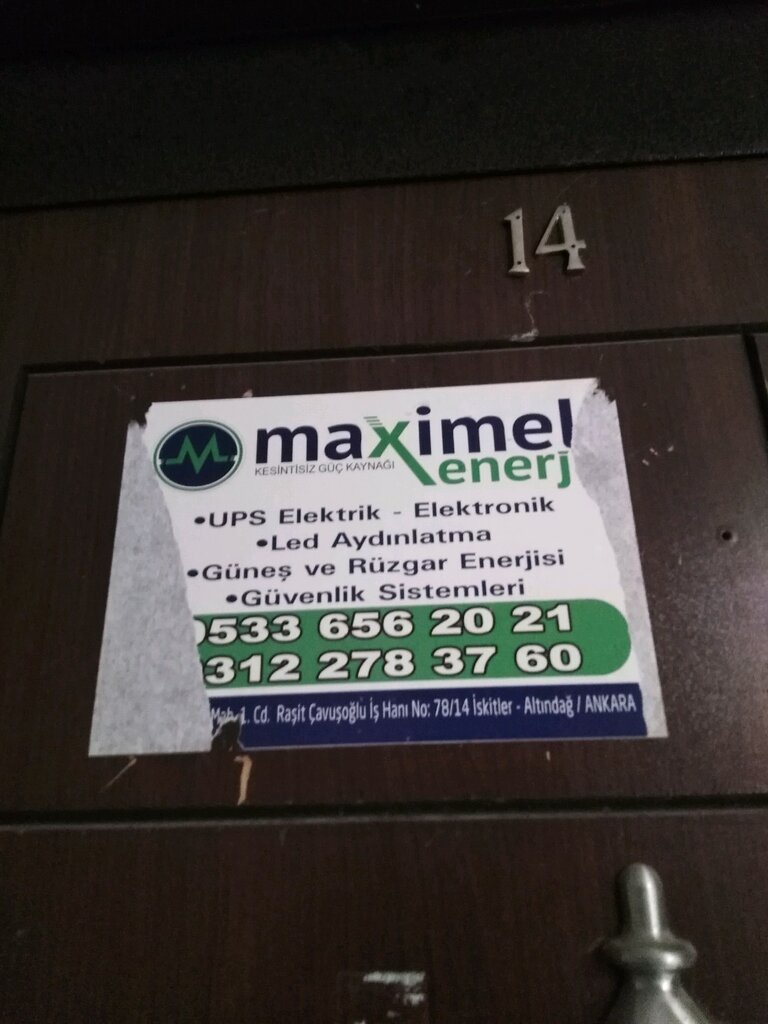 14
maximel
KESİNTİSİZ GÜÇ KAYNAĞI
enerj
•UPS Elektrik - Elektronik
•Led Aydınlatma
•Güneş ve Rüzgar Enerjisi
•Güvenlik Sistemleri
0533 656 20 21
312 278 37 60
Mah. 1. Cd. Raşit Çavuşoğlu İş Hanı No: 78/14 İskitler - Altındağ / ANKARA